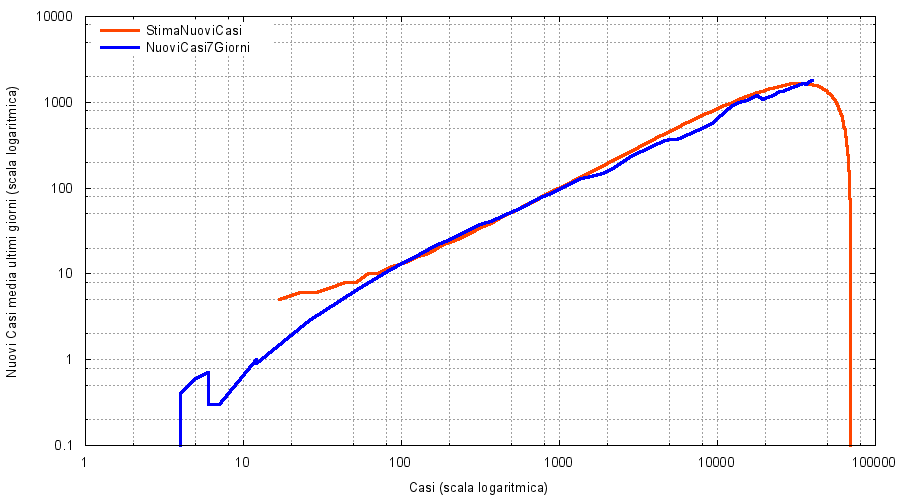 10000
StimaNuoviCasi
NuoviCasi7Giorni
1000
100
10
1
0.1
Nuovi Casi media ultimi giorni (scala logaritmica)
1 10 100 1000 10000 100000
Casi (scala logaritmica)